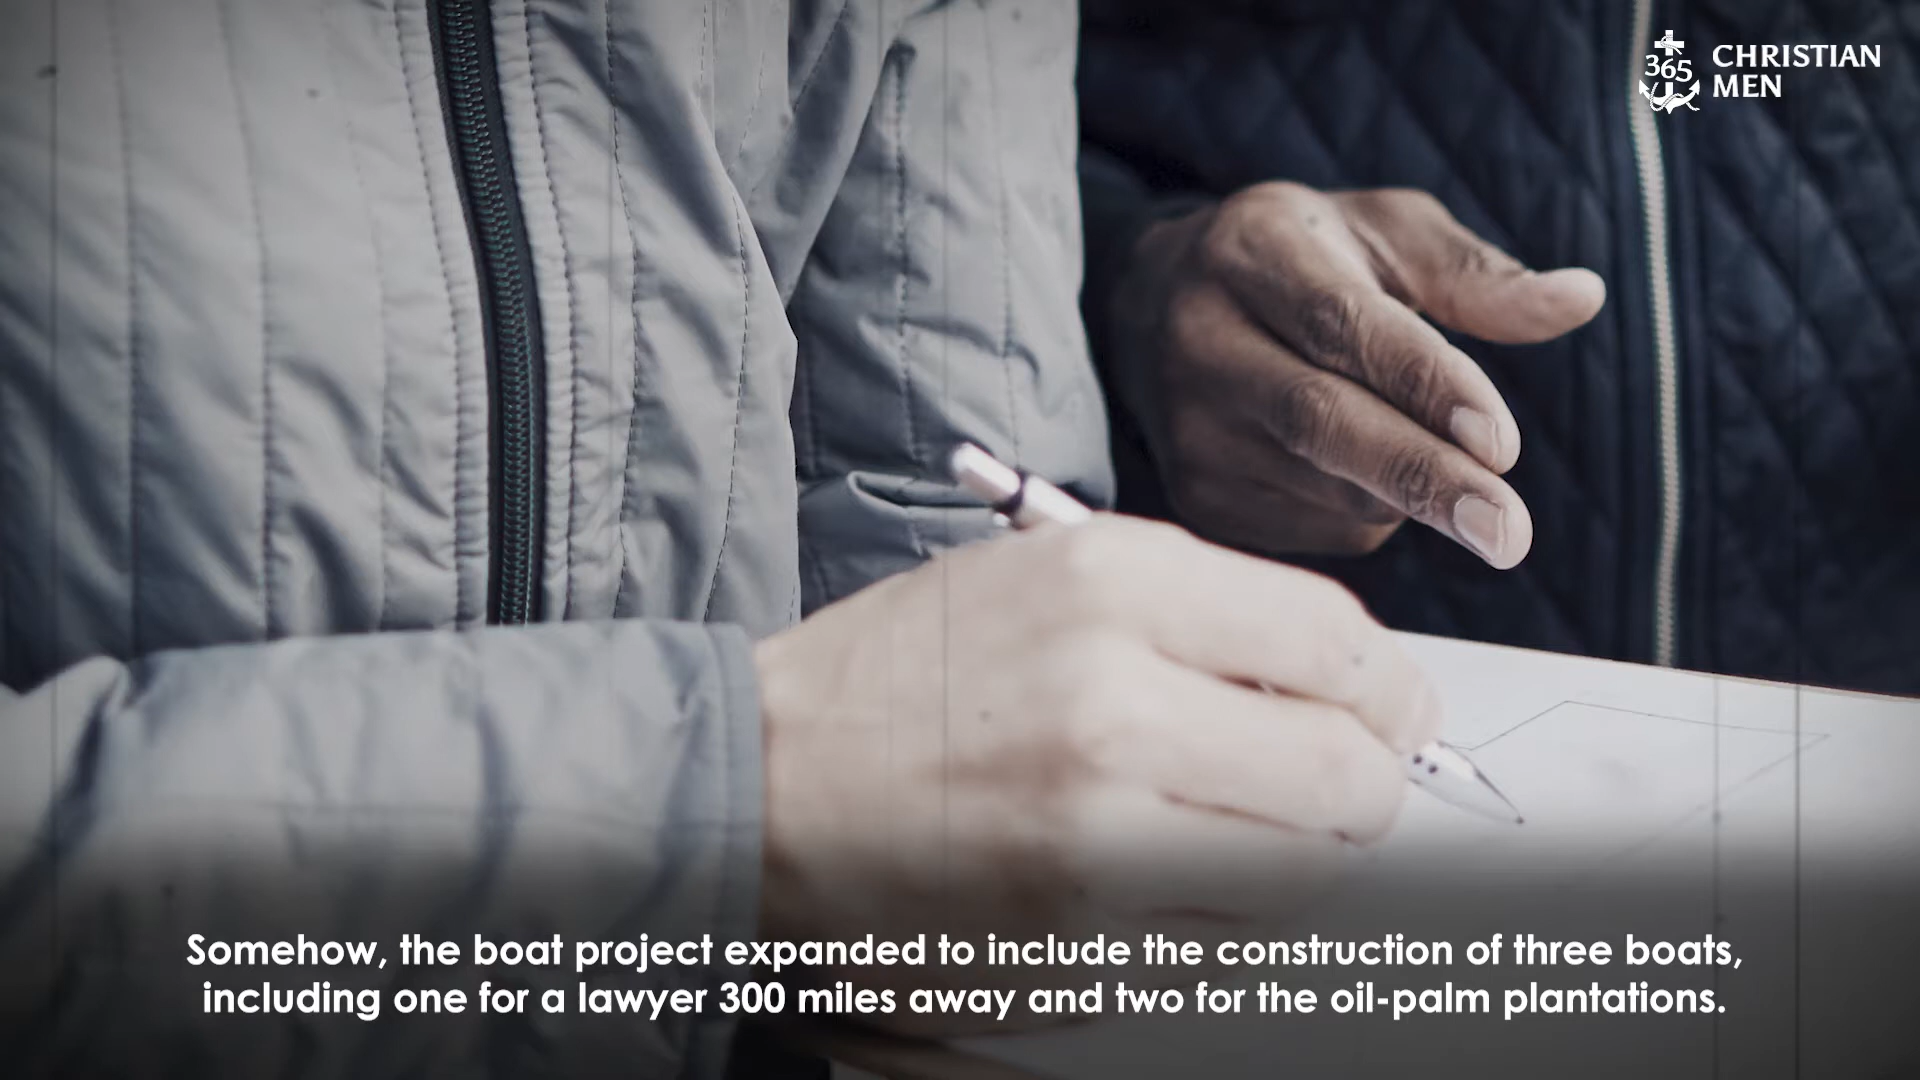 365
CHRISTIAN
MEN
Somehow, the boat project expanded to include the construction of three boats,
including one for a lawyer 300 miles away and two for the oil-palm plantations.